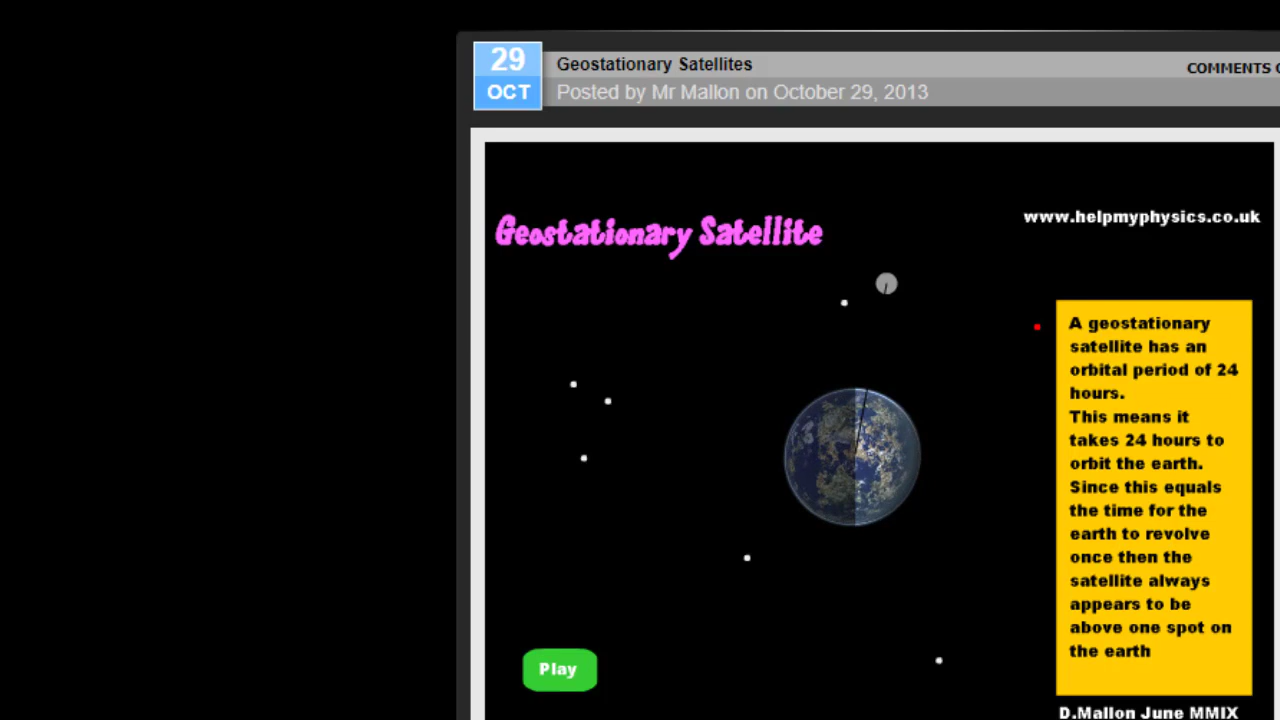 29
OCT
Geostationary Satellites
COMMENTS
Posted by Mr Mallon on October 29, 2013
www.helpmyphysics.co.uk
Geostationary Satellite
A geostationary
satellite has an
orbital period of 24
hours.
This means it
takes 24 hours to
orbit the earth.
Since this equals
the time for the
earth to revolve
once then the
satellite always
appears to be
above one spot on
the earth
Play
D.Mallon June MMIX